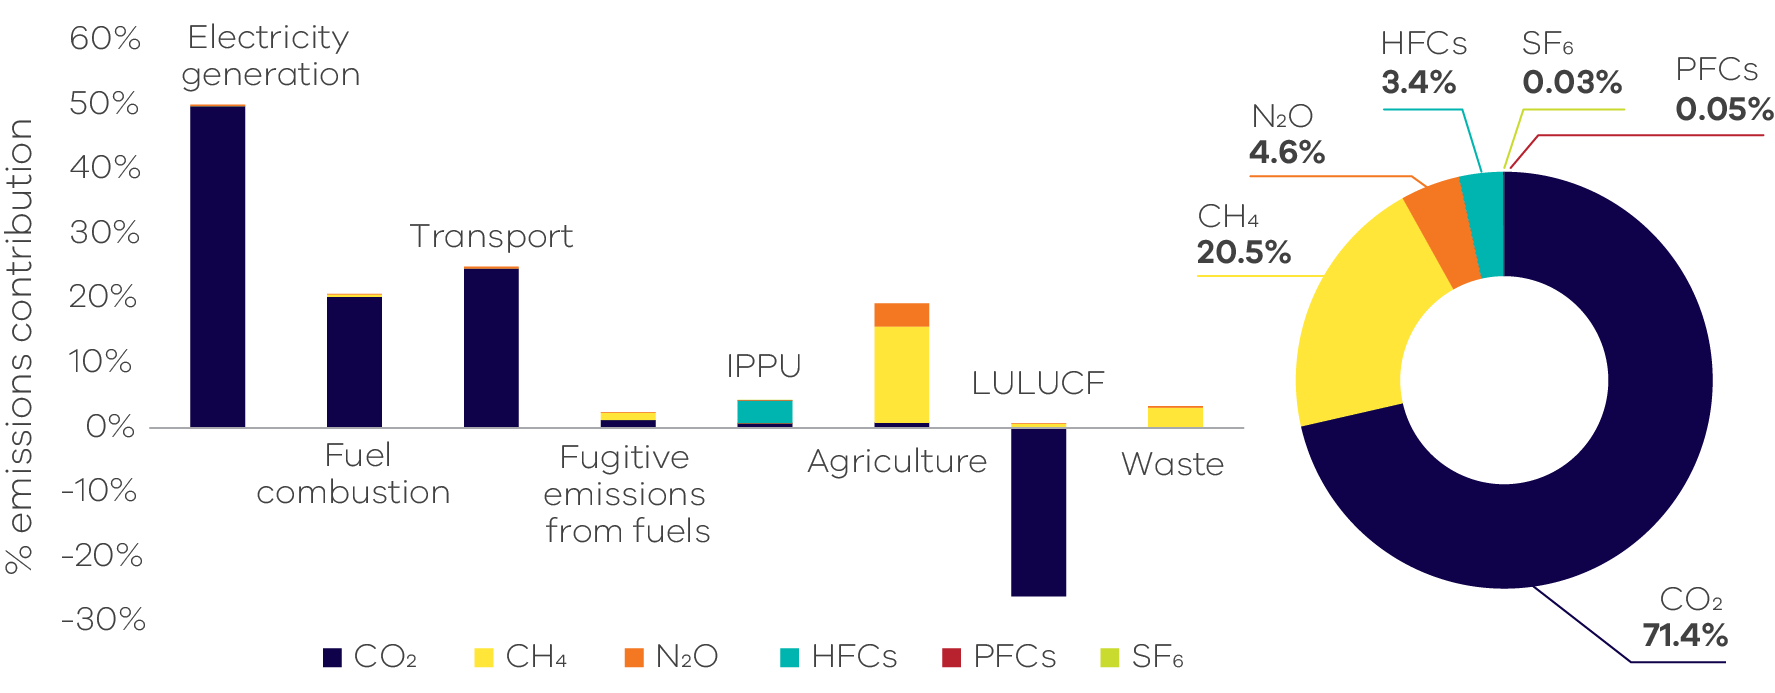 % emissions contribution
60%
50%
40%
30%
20%
10%
0%
-10%
-20%
-30%
Electricity
generation
Fuel
combustion
Transport
Fugitive
emissions
from fuels
IPPU
Agriculture
LULUCF
Waste
CO₂
CH₄
N₂O
HFCs
PFCs
SF₆
CH₄
20.5%
N₂O
4.6%
HFCs
3.4%
SF₆
0.03%
PFCs
0.05%
CO₂
71.4%